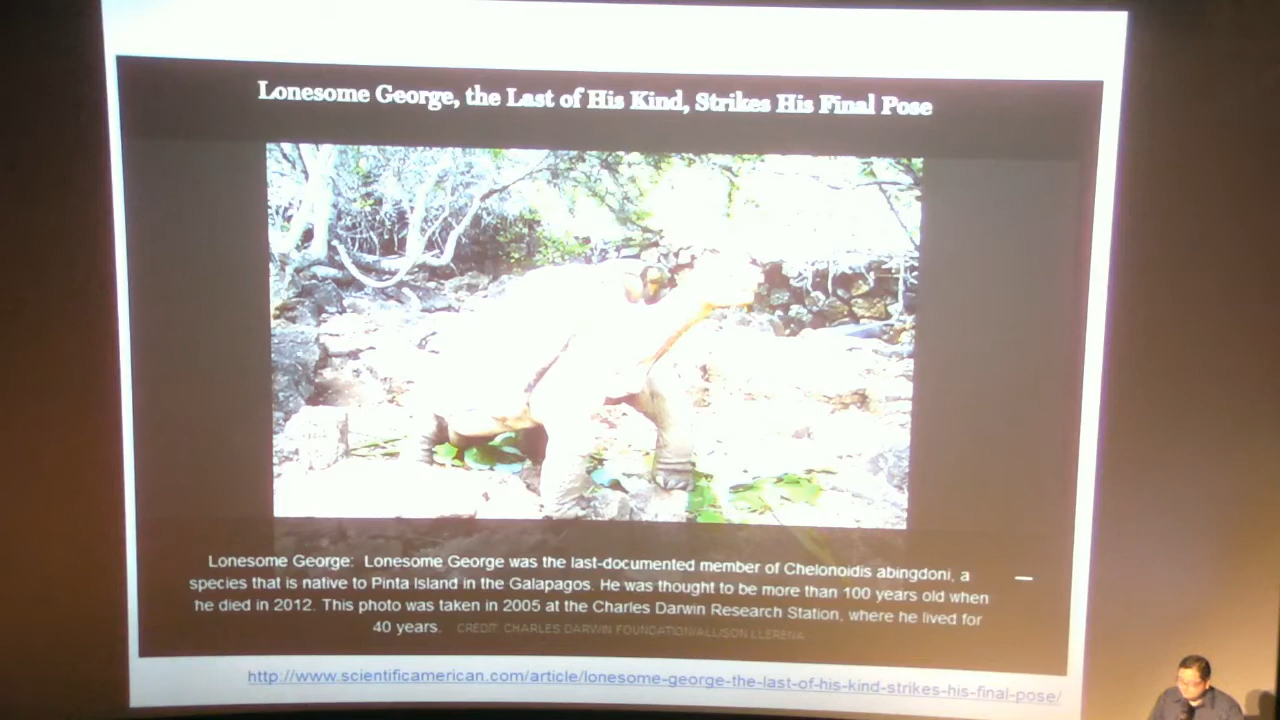 Lonesome George, the Last of His Kind, Strikes His Final Pose
Lonesome George: Lonesome George was the last-documented member of Chelonoidis abingdoni, a
species that is native to Pinta Island in the Galapagos. He was thought to be more than 100 years old when
he died in 2012. This photo was taken in 2005 at the Charles Darwin Research Station, where he lived for
40 years. CREDIT: CHARLES DARWIN FOUNDATION/ALLISON LLERENA
http://www.scientificamerican.com/article/lonesome-george-the-last-of-his-kind-strikes-his-final-pose/